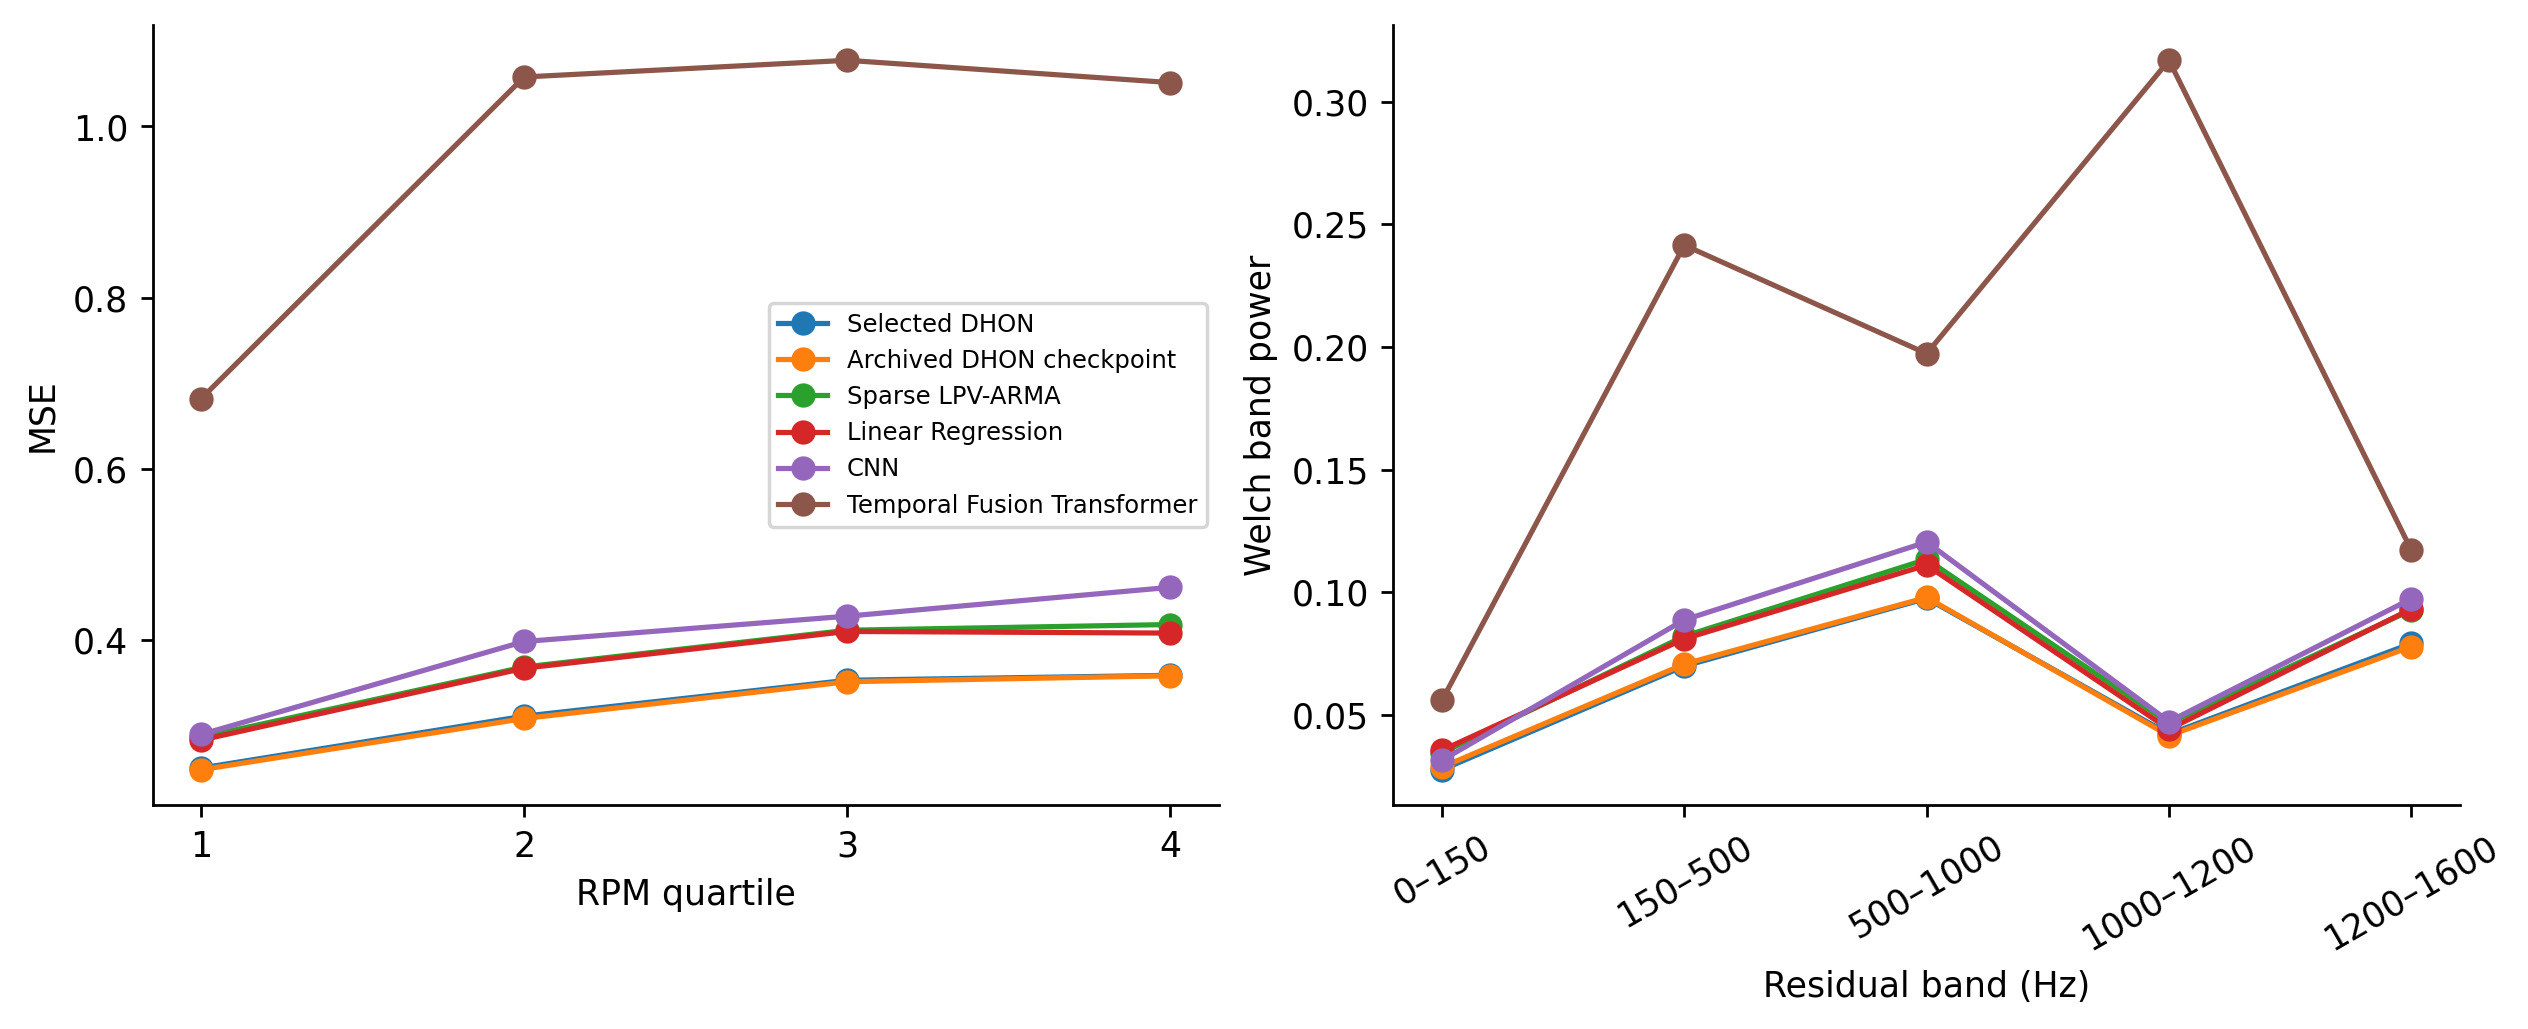 MSE
1.0
0.8
0.6
0.4
1 2 3 4
RPM quartile
Selected DHON
Archived DHON checkpoint
Sparse LPV-ARMA
Linear Regression
CNN
Temporal Fusion Transformer
Welch band power
0.30
0.25
0.20
0.15
0.10
0.05
0–150 150–500 500–1000 1000–1200 1200–1600
Residual band (Hz)